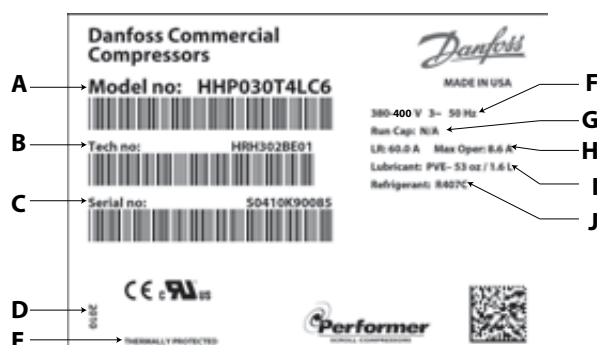 Danfoss Commercial
Compressors
Danfoss
MADE IN USA
A
Model no: HHP030T4LC6
F
380-400 V 3~ 50 Hz
G
Run Cap: N/A
B
Tech no: HRH302BE01
H
LR: 60.0 A Max Oper: 8.6 A
I
Lubricant: PVE– 53 oz / 1.6 L
J
Refrigerant: R407C
C
Serial no: S0410K90085
CE c RU us
D
2010
E
THERMALLY PROTECTED
Performer
SCROLL COMPRESSORS